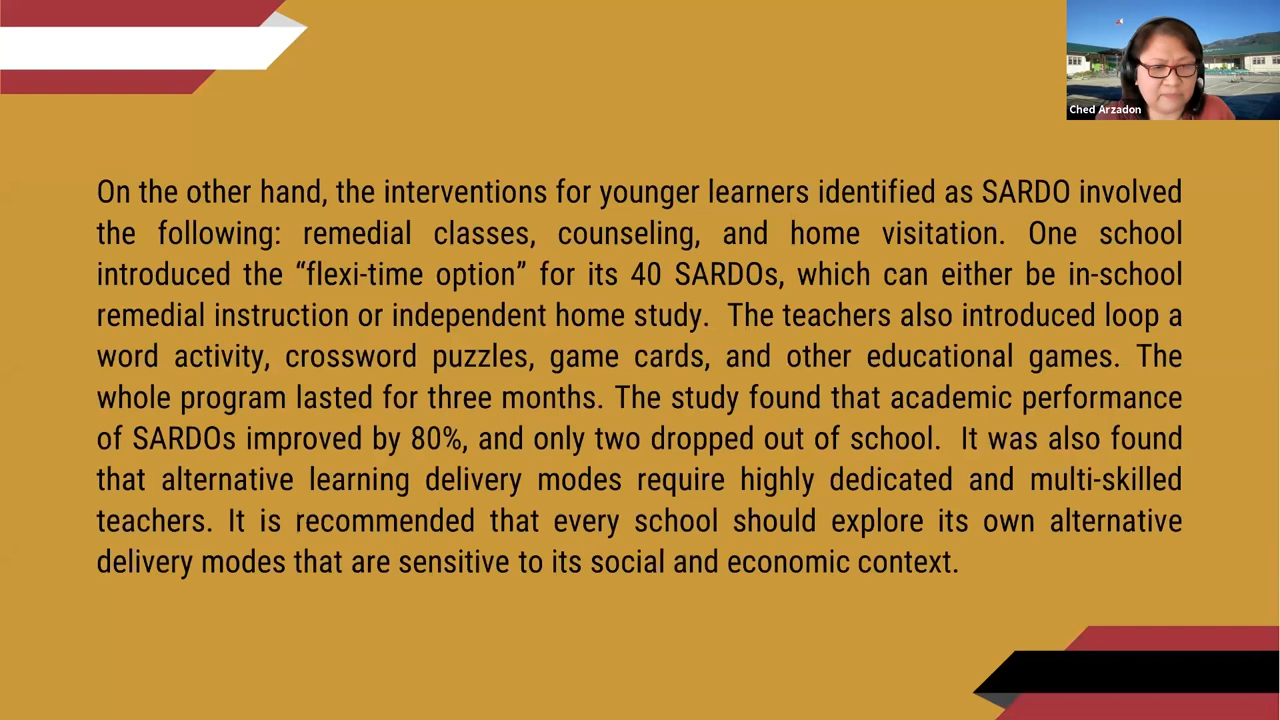 Ched Arzadon
On the other hand, the interventions for younger learners identified as SARDO involved
the following: remedial classes, counseling, and home visitation. One school
introduced the “flexi-time option” for its 40 SARDOs, which can either be in-school
remedial instruction or independent home study.  The teachers also introduced loop a
word activity, crossword puzzles, game cards, and other educational games. The
whole program lasted for three months. The study found that academic performance
of SARDOs improved by 80%, and only two dropped out of school.  It was also found
that alternative learning delivery modes require highly dedicated and multi-skilled
teachers. It is recommended that every school should explore its own alternative
delivery modes that are sensitive to its social and economic context.